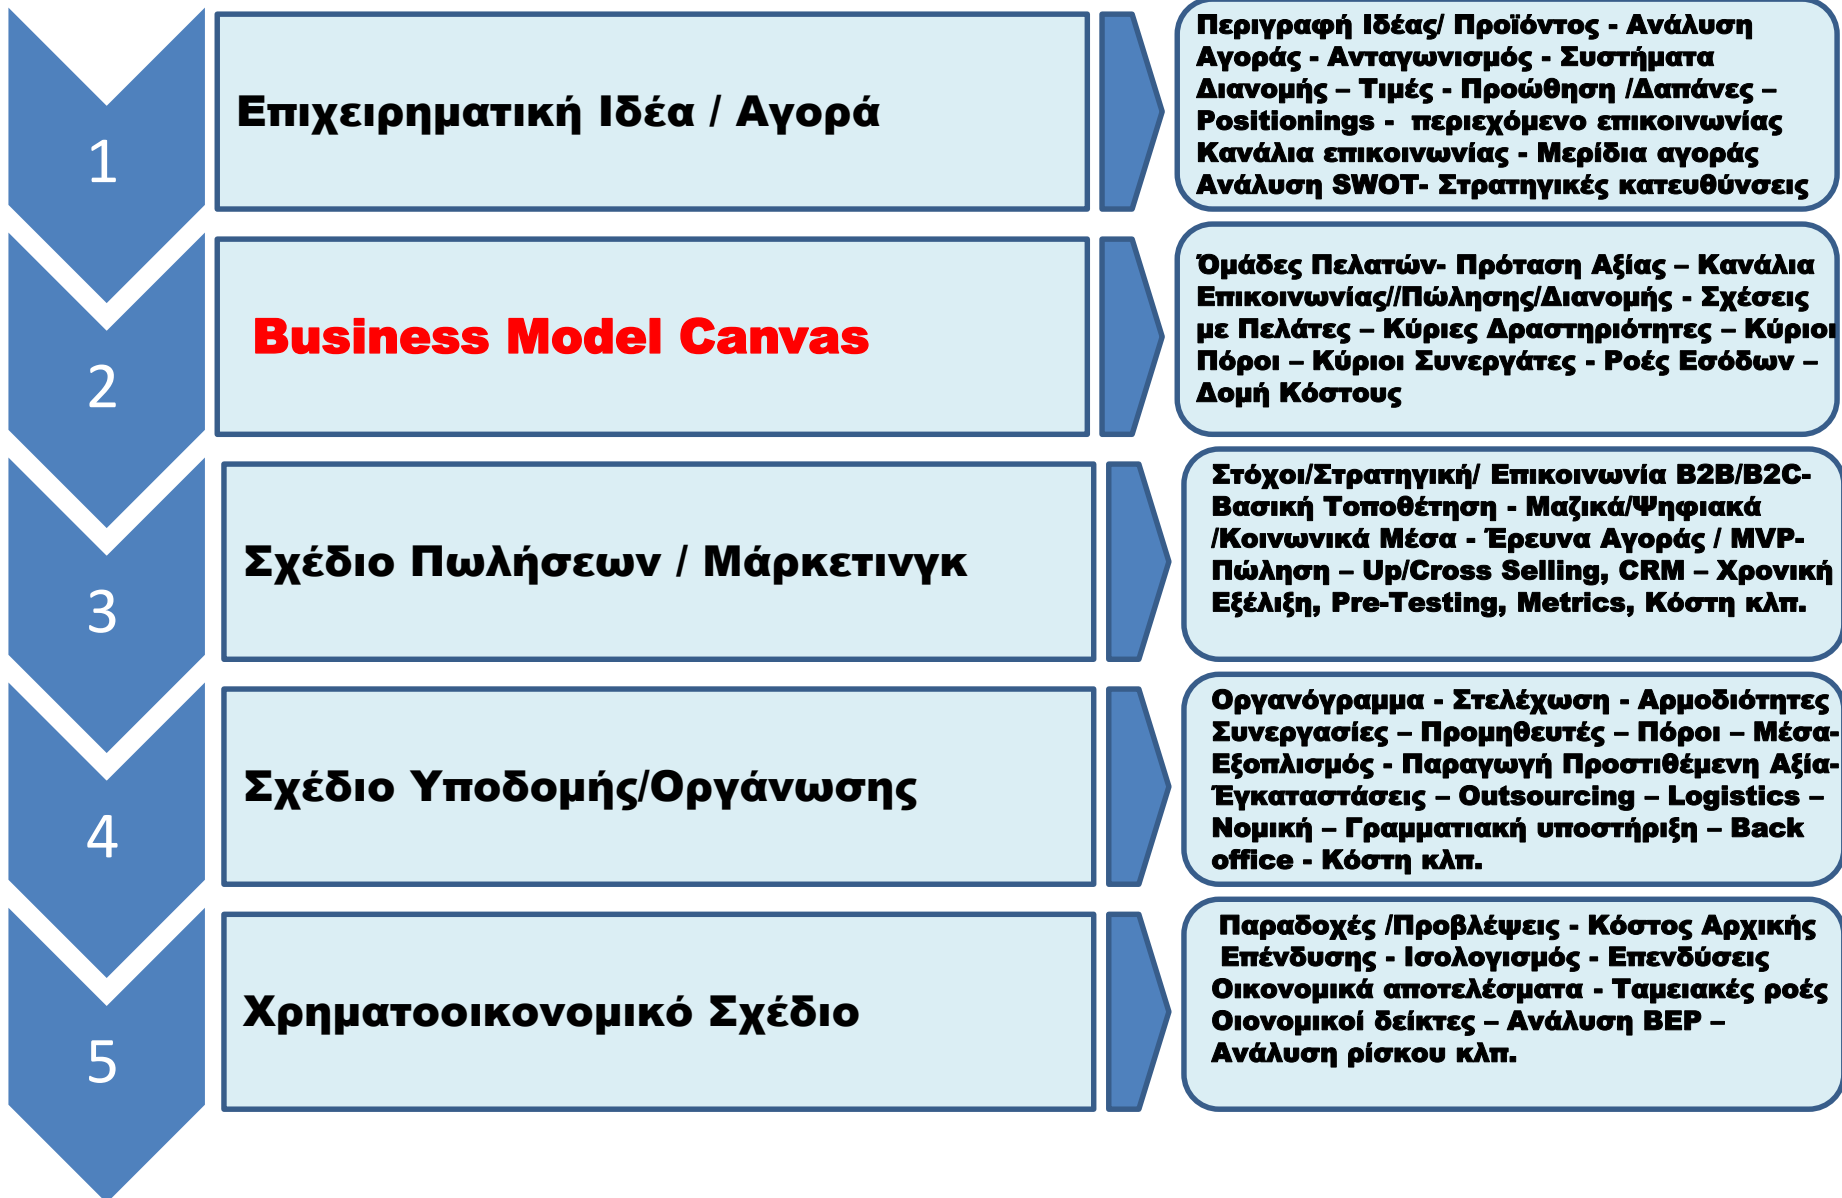 1
Επιχειρηματική Ιδέα / Αγορά
Περιγραφή Ιδέας/ Προϊόντος - Ανάλυση
Αγοράς - Ανταγωνισμός - Συστήματα
Διανομής – Τιμές - Προώθηση /Δαπάνες –
Positionings - περιεχόμενο επικοινωνίας
Κανάλια επικοινωνίας - Μερίδια αγοράς
Ανάλυση SWOT- Στρατηγικές κατευθύνσεις
2
Business Model Canvas
Όμάδες Πελατών- Πρόταση Αξίας – Κανάλια
Επικοινωνίας//Πώλησης/Διανομής - Σχέσεις
με Πελάτες – Κύριες Δραστηριότητες – Κύριοι
Πόροι – Κύριοι Συνεργάτες - Ροές Εσόδων –
Δομή Κόστους
3
Σχέδιο Πωλήσεων / Μάρκετινγκ
Στόχοι/Στρατηγική/ Επικοινωνία B2B/B2C-
Βασική Τοποθέτηση - Μαζικά/Ψηφιακά
/Κοινωνικά Μέσα - Έρευνα Αγοράς / MVP-
Πώληση – Up/Cross Selling, CRM – Χρονική
Εξέλιξη, Pre-Testing, Metrics, Κόστη κλπ.
4
Σχέδιο Υποδομής/Οργάνωσης
Οργανόγραμμα - Στελέχωση - Αρμοδιότητες
Συνεργασίες – Προμηθευτές – Πόροι – Μέσα-
Εξοπλισμός - Παραγωγή Προστιθέμενη Αξία-
Έγκαταστάσεις – Outsourcing – Logistics –
Νομική – Γραμματιακή υποστήριξη – Back
office - Κόστη κλπ.
5
Χρηματοοικονομικό Σχέδιο
Παραδοχές /Προβλέψεις - Κόστος Αρχικής
Επένδυσης - Ισολογισμός - Επενδύσεις
Οικονομικά αποτελέσματα - Ταμειακές ροές
Οιονομικοί δείκτες – Ανάλυση BEP –
Ανάλυση ρίσκου κλπ.